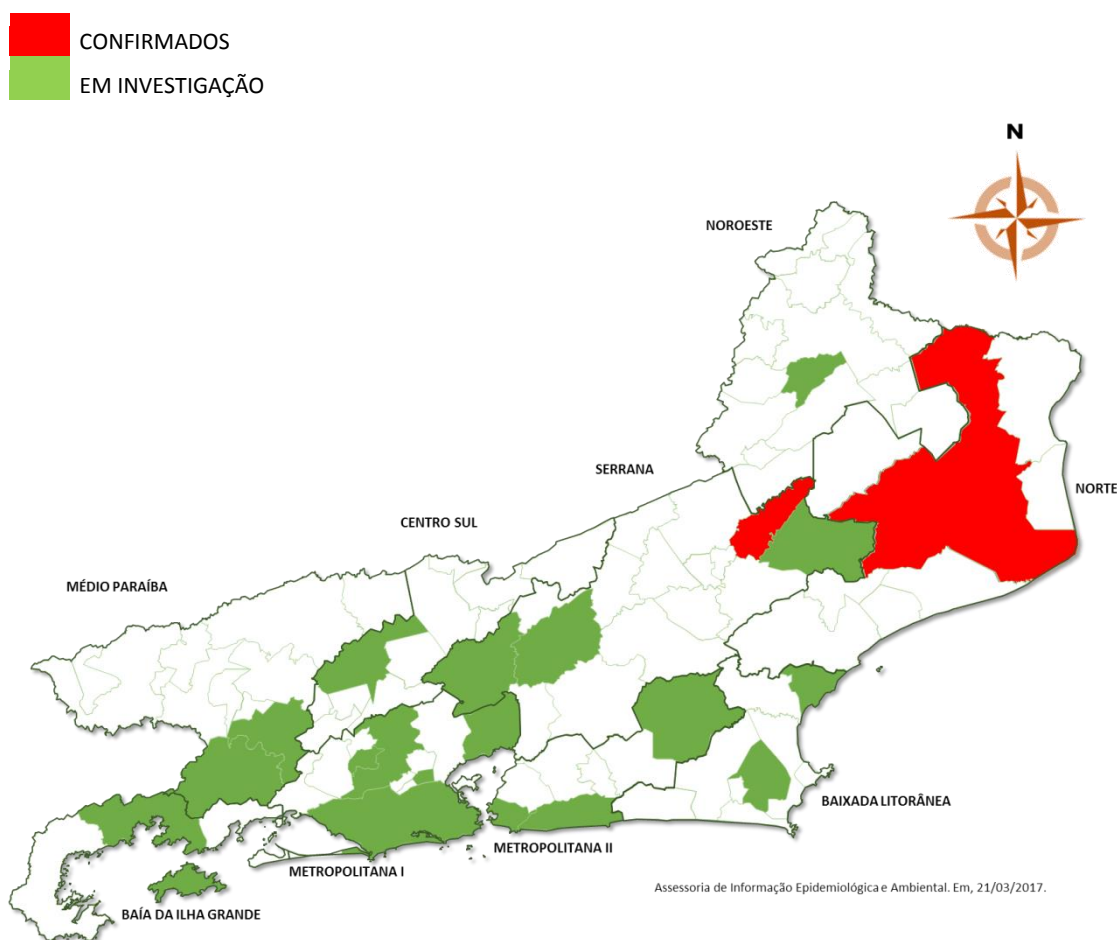 CONFIRMADOS
EM INVESTIGAÇÃO
N
NOROESTE
SERRANA
NORTE
CENTRO SUL
MÉDIO PARAÍBA
BAIXADA LITORÂNEA
METROPOLITANA II
METROPOLITANA I
BAÍA DA ILHA GRANDE
Assessoria de Informação Epidemiológica e Ambiental. Em, 21/03/2017.